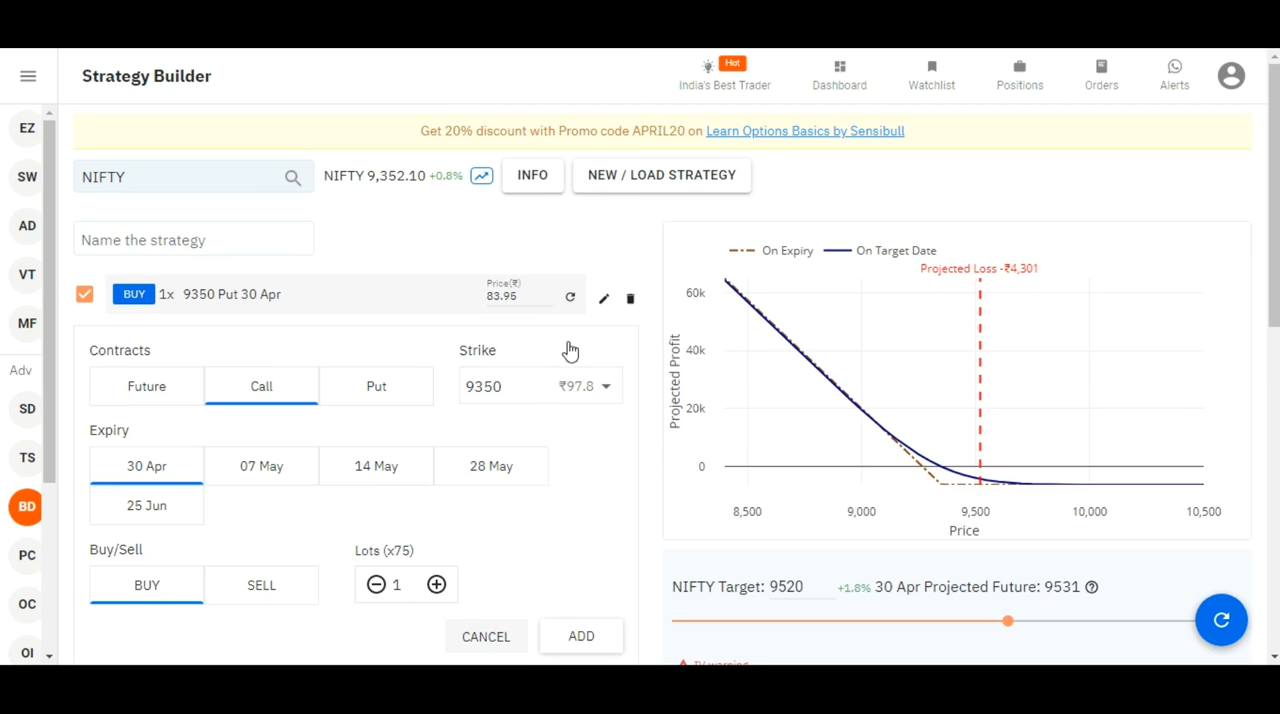 Strategy Builder
Hot
India's Best Trader
Dashboard
Watchlist
Positions
Orders
Alerts
EZ
SW
AD
VT
MF
Adv
SD
TS
BD
PC
OC
OI
Get 20% discount with Promo code APRIL20 on Learn Options Basics by Sensibull
NIFTY
NIFTY 9,352.10 +0.8%
INFO
NEW / LOAD STRATEGY
Name the strategy
BUY 1x 9350 Put 30 Apr
Price(₹)
83.95
Contracts
Future
Call
Put
Strike
9350 ₹97.8
Expiry
30 Apr
07 May
14 May
28 May
25 Jun
Buy/Sell
BUY
SELL
Lots (x75)
1
CANCEL
ADD
On Expiry
On Target Date
Projected Loss -₹4,301
Projected Profit
60k
40k
20k
0
8,500
9,000
9,500
10,000
10,500
Price
NIFTY Target: 9520 +1.8% 30 Apr Projected Future: 9531
IV warning